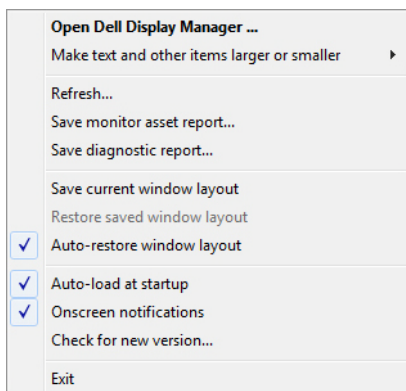 Open Dell Display Manager ...
Make text and other items larger or smaller
Refresh...
Save monitor asset report...
Save diagnostic report...
Save current window layout
Restore saved window layout
Auto-restore window layout
Auto-load at startup
Onscreen notifications
Check for new version...
Exit